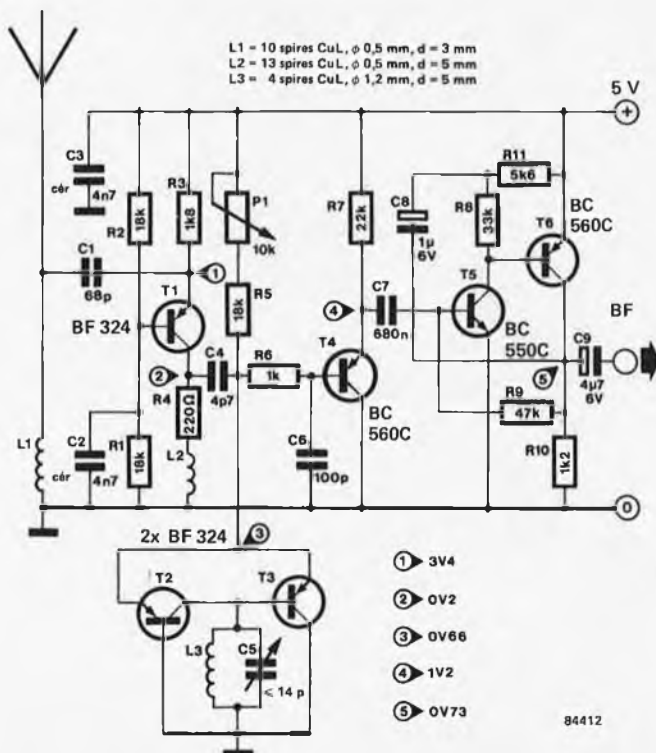 L1 = 10 spires CuL, ϕ 0,5 mm, d = 3 mm
L2 = 13 spires CuL, ϕ 0,5 mm, d = 5 mm
L3 = 4 spires CuL, ϕ 1,2 mm, d = 5 mm
5 V
+
C3
cér
4n7
R2
18k
R3
1k8
P1
10k
R7
2,2k
C8
1µ
6V
R11
5k6
R8
33k
T6
BC
560C
C1
68p
1
T1
BF 324
R5
18k
4
C7
680n
T5
BC
550C
BF
2
C4
4p7
R6
1k
T4
BC
560C
5
C9
4µ7
6V
R4
220Ω
L1
C2
cér
4n7
R1
18k
L2
C6
100p
R9
47k
R10
1k2
0
2x BF 324
3
T2
T3
L3
C5
≤ 14 p
1 3V4
2 0V2
3 0V66
4 1V2
5 0V73
84412